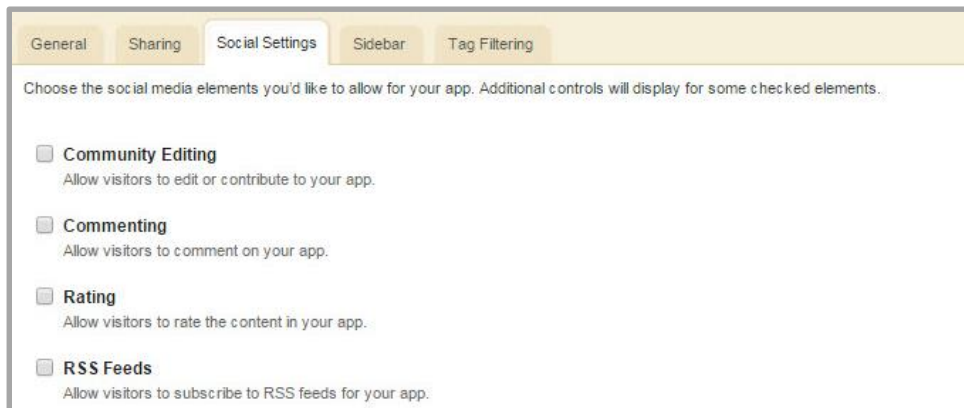 General Sharing Social Settings Sidebar Tag Filtering
Choose the social media elements you'd like to allow for your app. Additional controls will display for some checked elements.
Community Editing
Allow visitors to edit or contribute to your app.
Commenting
Allow visitors to comment on your app.
Rating
Allow visitors to rate the content in your app.
RSS Feeds
Allow visitors to subscribe to RSS feeds for your app.